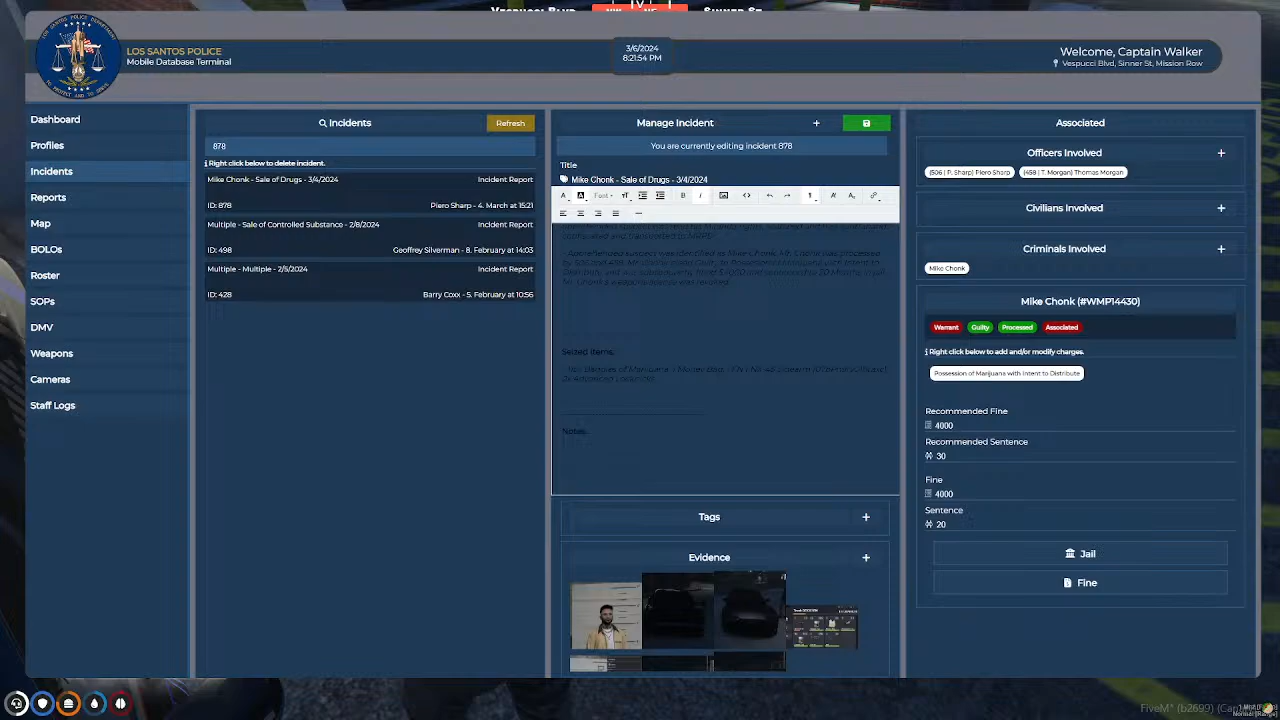 Vespucci Blvd
Sinner St
LOS SANTOS POLICE
Mobile Database Terminal
3/6/2024
8:21:54 PM
Welcome, Captain Walker
Vespucci Blvd, Sinner St, Mission Row
Dashboard
Profiles
Incidents
Reports
Map
BOLOs
Roster
SOPs
DMV
Weapons
Cameras
Staff Logs
Incidents
Refresh
878
Right click below to delete incident.
Mike Chonk - Sale of Drugs - 3/4/2024 Incident Report
ID: 878 Piero Sharp - 4. March at 15:21
Multiple - Sale of Controlled Substance - 2/8/2024 Incident Report
ID: 498 Geoffrey Silverman - 8. February at 14:03
Multiple - Multiple - 2/5/2024 Incident Report
ID: 428 Barry Coxx - 5. February at 10:56
Manage Incident +
You are currently editing incident 878
Title
Mike Chonk - Sale of Drugs - 3/4/2024
Font
Seized Items:
Notes:
Tags +
Evidence +
Associated
Officers Involved +
(506 | P. Sharp) Piero Sharp (458 | T. Morgan) Thomas Morgan
Civilians Involved +
Criminals Involved +
Mike Chonk
Mike Chonk (#WMP14430)
Warrant Guilty Processed Associated
Right click below to add and/or modify charges.
Possession of Marijuana with Intent to Distribute
Recommended Fine
4000
Recommended Sentence
30
Fine
4000
Sentence
20
Jail
Fine